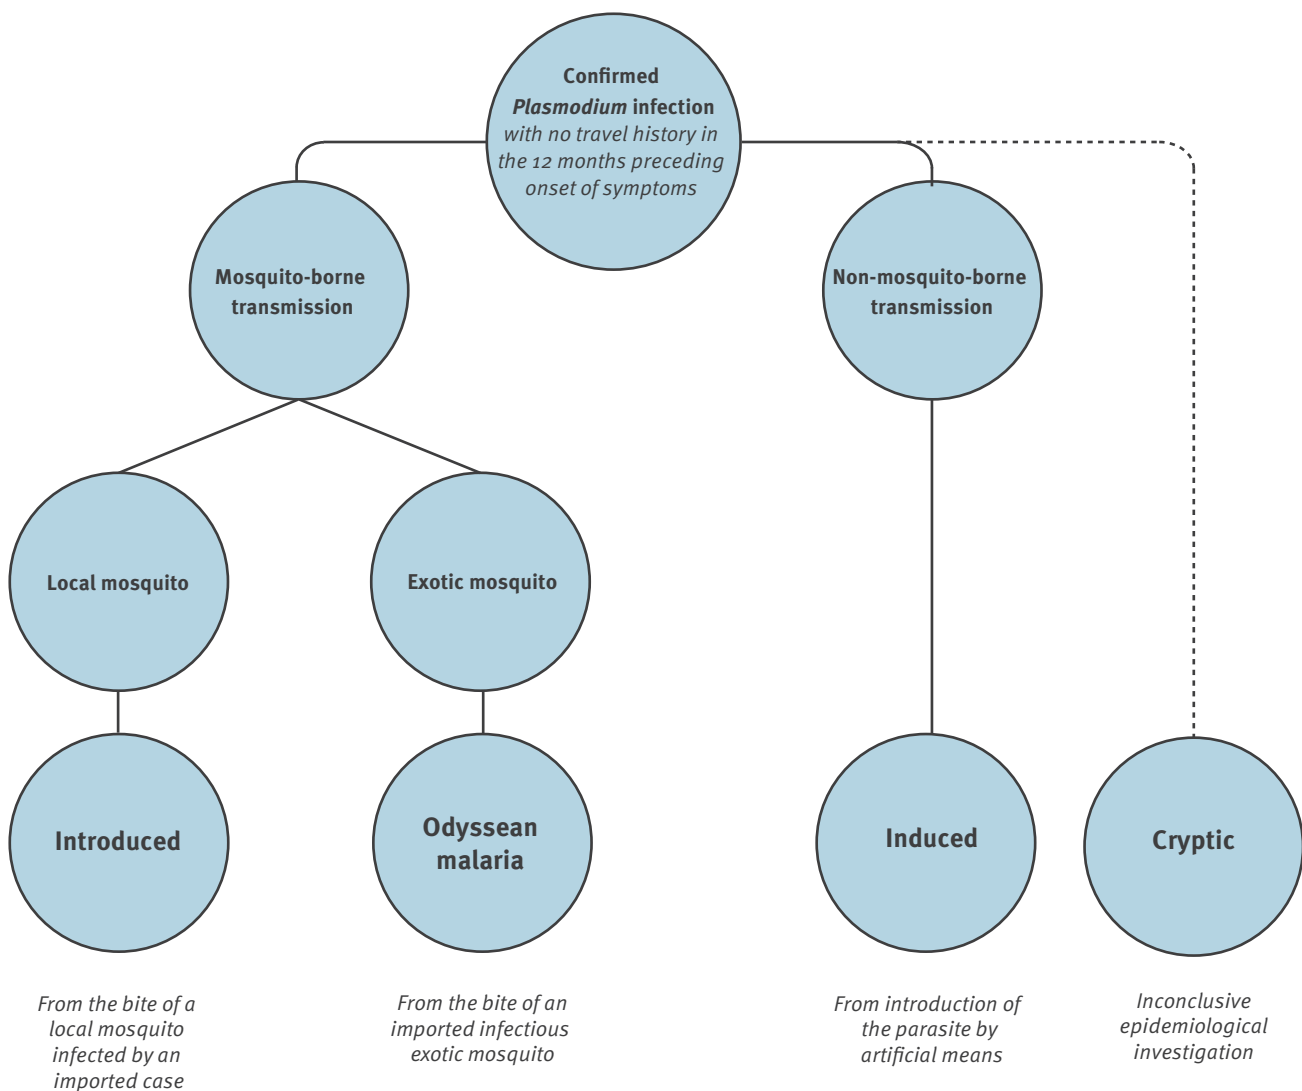 Confirmed
Plasmodium infection
with no travel history in
the 12 months preceding
onset of symptoms
Mosquito-borne
transmission
Non-mosquito-borne
transmission
Local mosquito
Exotic mosquito
Introduced
Odyssean
malaria
Induced
Cryptic
From the bite of a
local mosquito
infected by an
imported case
From the bite of an
imported infectious
exotic mosquito
From introduction of
the parasite by
artificial means
Inconclusive
epidemiological
investigation